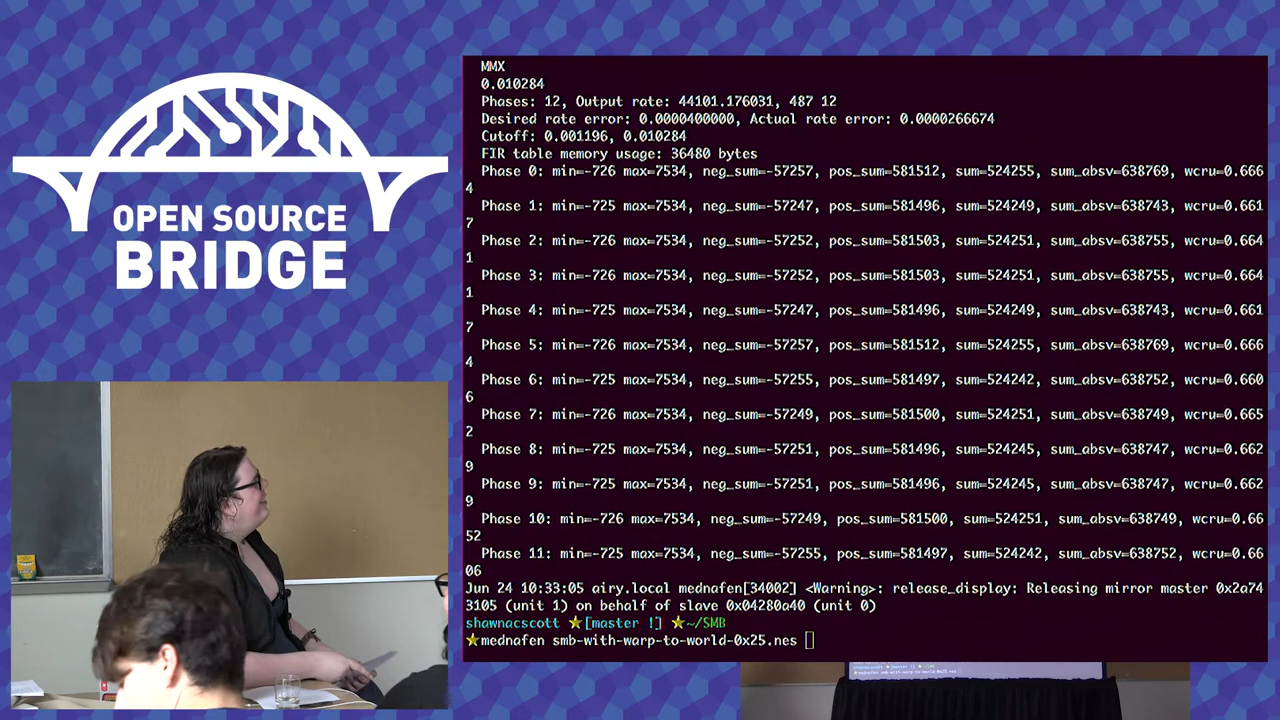 OPEN SOURCE
BRIDGE
MMX
0.010284
Phases: 12, Output rate: 44101.176031, 487 12
Desired rate error: 0.0000400000, Actual rate error: 0.0000266674
Cutoff: 0.001196, 0.010284
FIR table memory usage: 36480 bytes
Phase 0: min=-726 max=7534, neg_sum=-57257, pos_sum=581512, sum=524255, sum_absv=638769, wcru=0.666
4
Phase 1: min=-725 max=7534, neg_sum=-57247, pos_sum=581496, sum=524249, sum_absv=638743, wcru=0.661
7
Phase 2: min=-726 max=7534, neg_sum=-57252, pos_sum=581503, sum=524251, sum_absv=638755, wcru=0.664
1
Phase 3: min=-726 max=7534, neg_sum=-57252, pos_sum=581503, sum=524251, sum_absv=638755, wcru=0.664
1
Phase 4: min=-726 max=7534, neg_sum=-57247, pos_sum=581496, sum=524249, sum_absv=638743, wcru=0.661
7
Phase 5: min=-726 max=7534, neg_sum=-57257, pos_sum=581512, sum=524255, sum_absv=638769, wcru=0.666
4
Phase 6: min=-725 max=7534, neg_sum=-57255, pos_sum=581497, sum=524242, sum_absv=638752, wcru=0.660
6
Phase 7: min=-726 max=7534, neg_sum=-57249, pos_sum=581500, sum=524251, sum_absv=638749, wcru=0.665
2
Phase 8: min=-726 max=7534, neg_sum=-57251, pos_sum=581496, sum=524245, sum_absv=638747, wcru=0.662
9
Phase 9: min=-726 max=7534, neg_sum=-57251, pos_sum=581496, sum=524245, sum_absv=638747, wcru=0.662
9
Phase 10: min=-726 max=7534, neg_sum=-57249, pos_sum=581500, sum=524251, sum_absv=638749, wcru=0.66
52
Phase 11: min=-725 max=7534, neg_sum=-57255, pos_sum=581497, sum=524242, sum_absv=638752, wcru=0.66
06
Jun 24 10:33:05 airy.local mednafen[34002] <Warning>: release_display: Releasing mirror master 0x2a74
3105 (unit 1) on behalf of slave 0x04280a40 (unit 0)
shawnacscott ★[master !] ★~/SMB
★mednafen smb-with-warp-to-world-0x25.nes